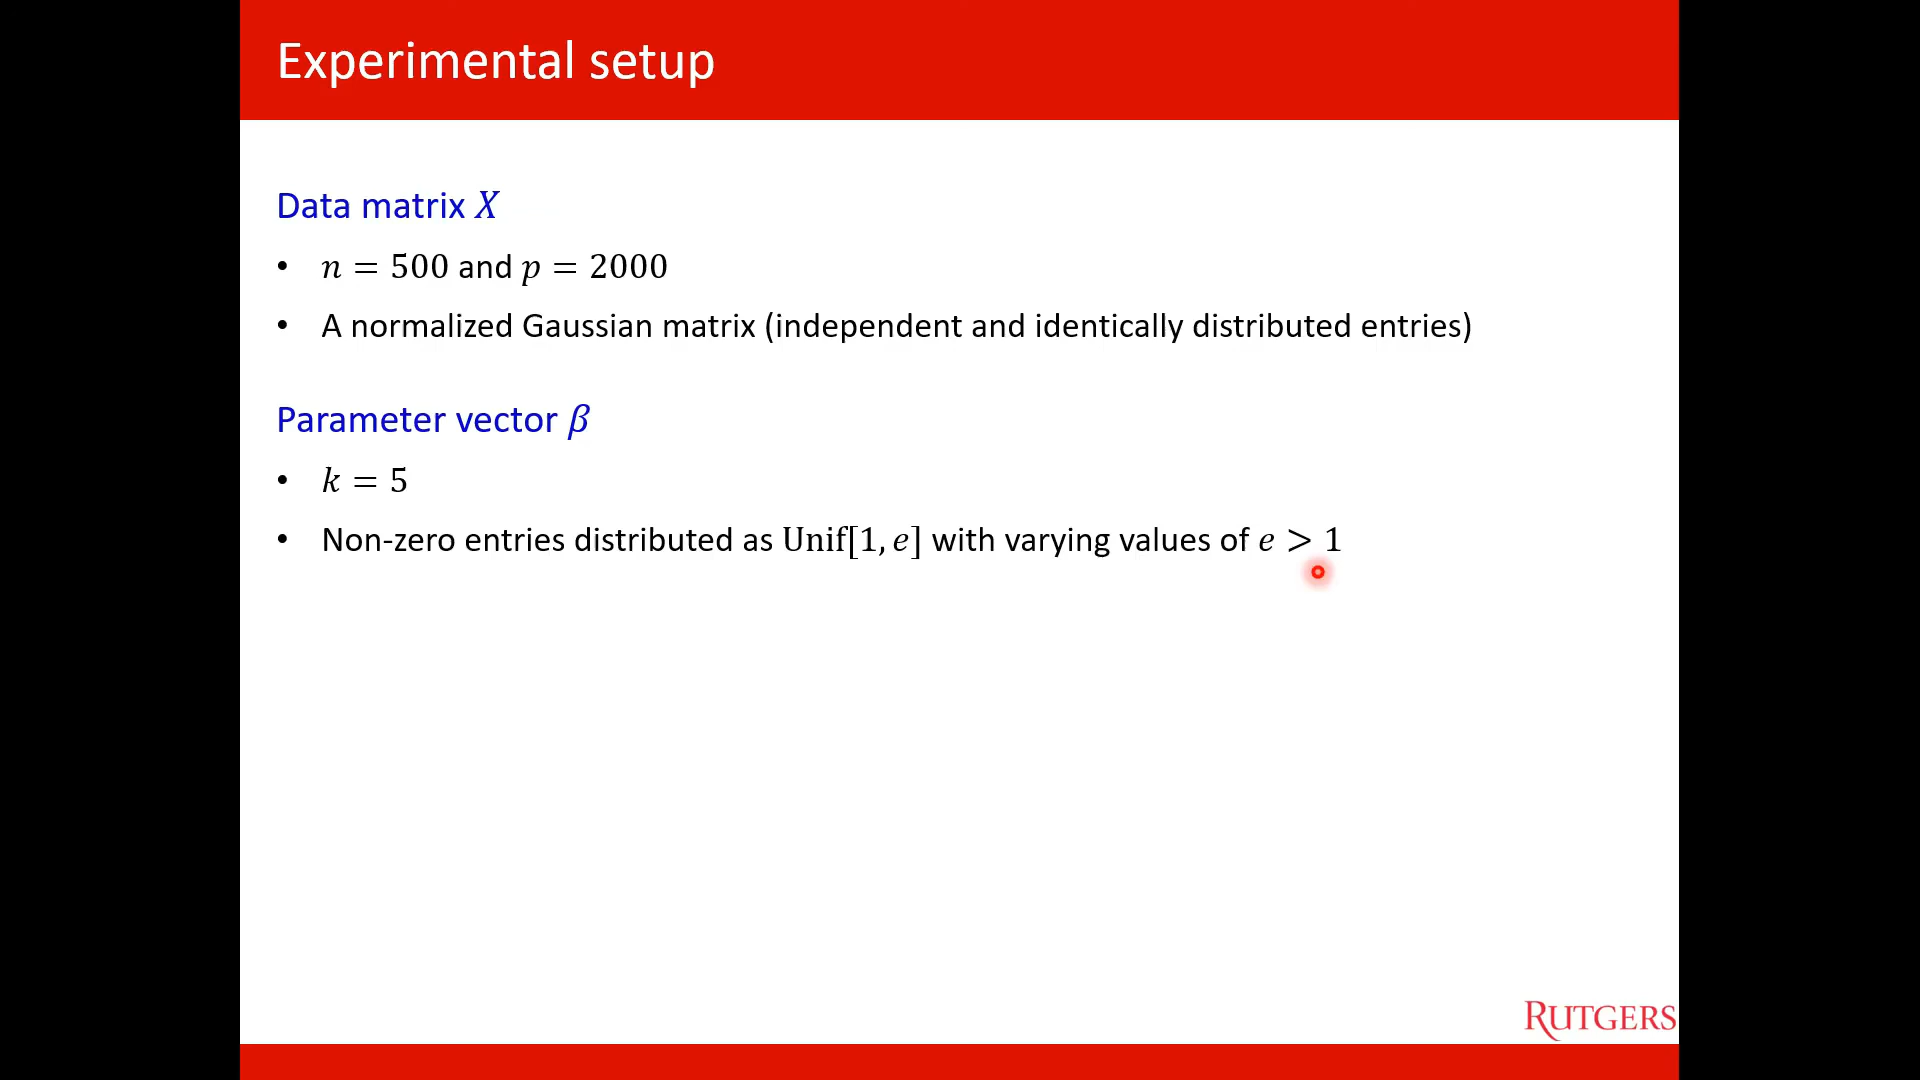 Experimental setup
Data matrix X
• n = 500 and p = 2000
• A normalized Gaussian matrix (independent and identically distributed entries)
Parameter vector β
• k = 5
• Non-zero entries distributed as Unif[1, e] with varying values of e > 1
RUTGERS